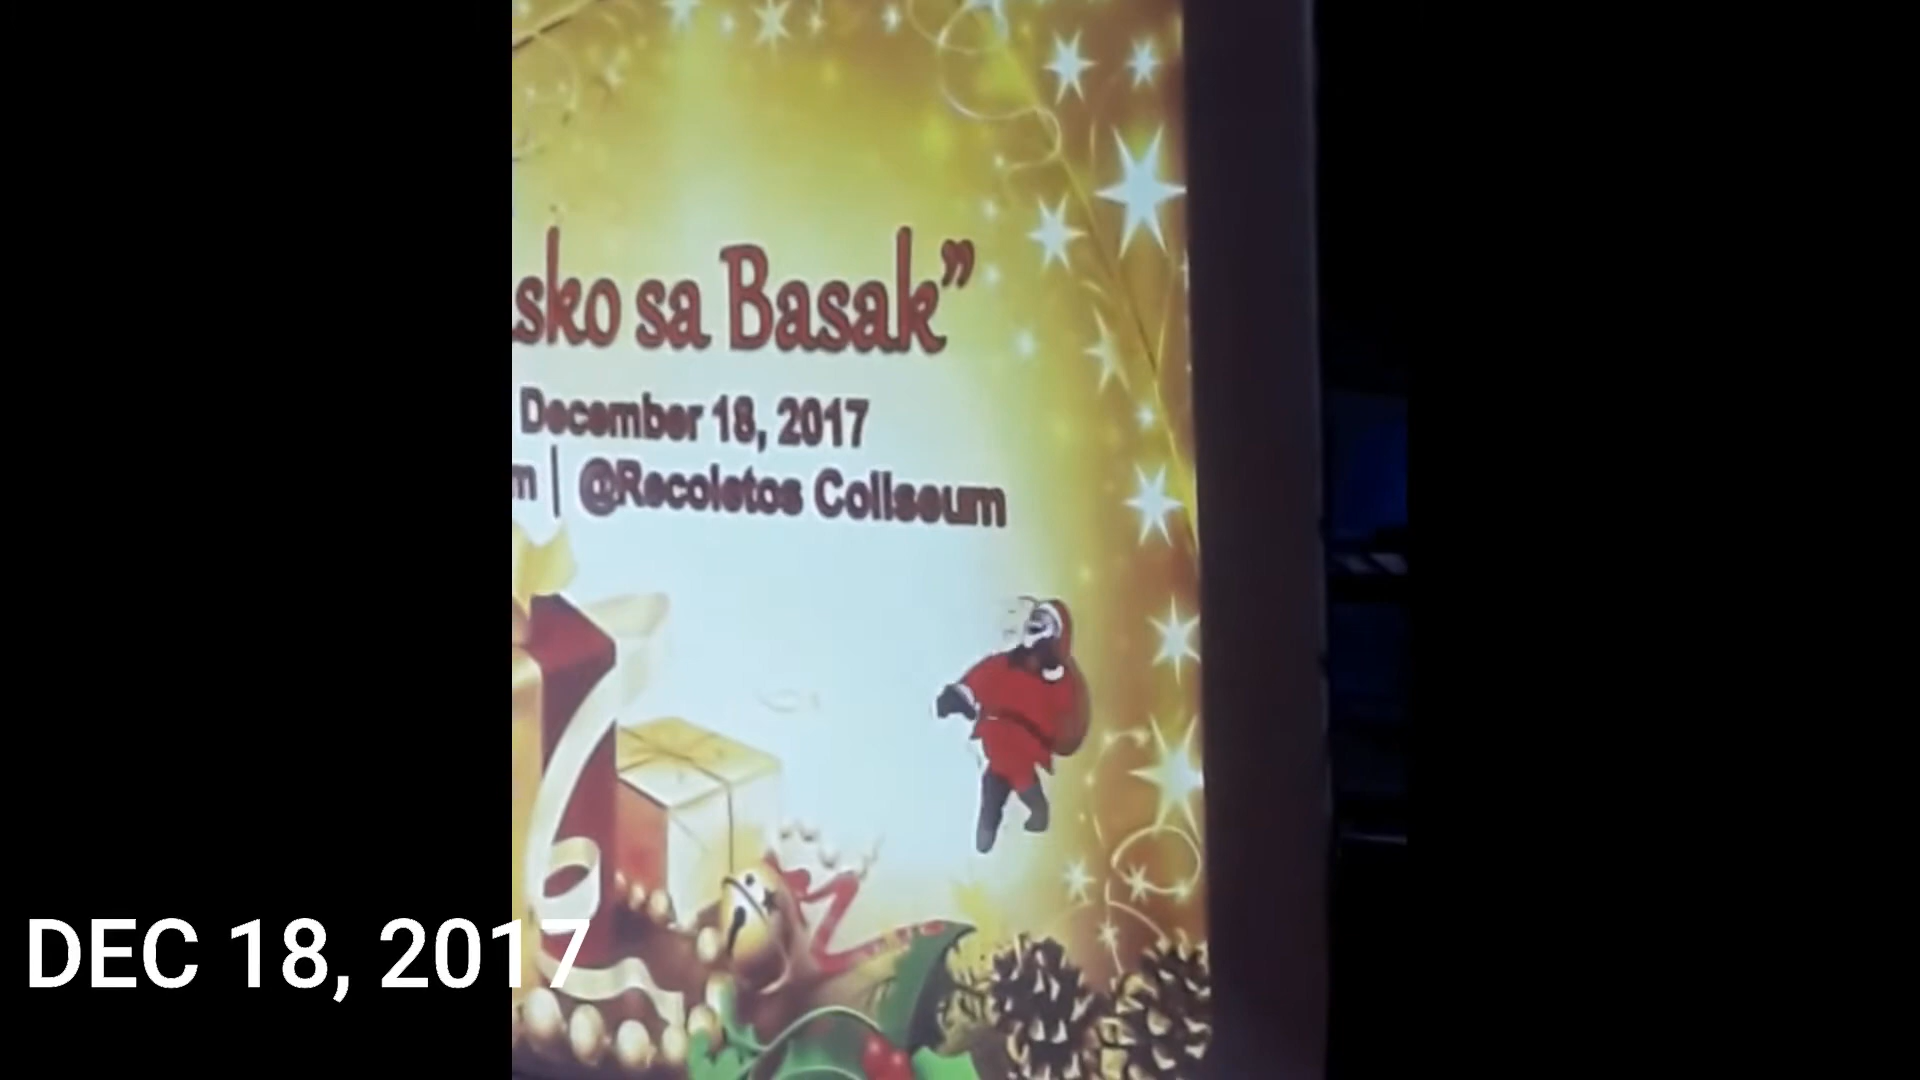 sko sa Basak”
December 18, 2017
m | @Recoletos Coliseum
DEC 18, 2017